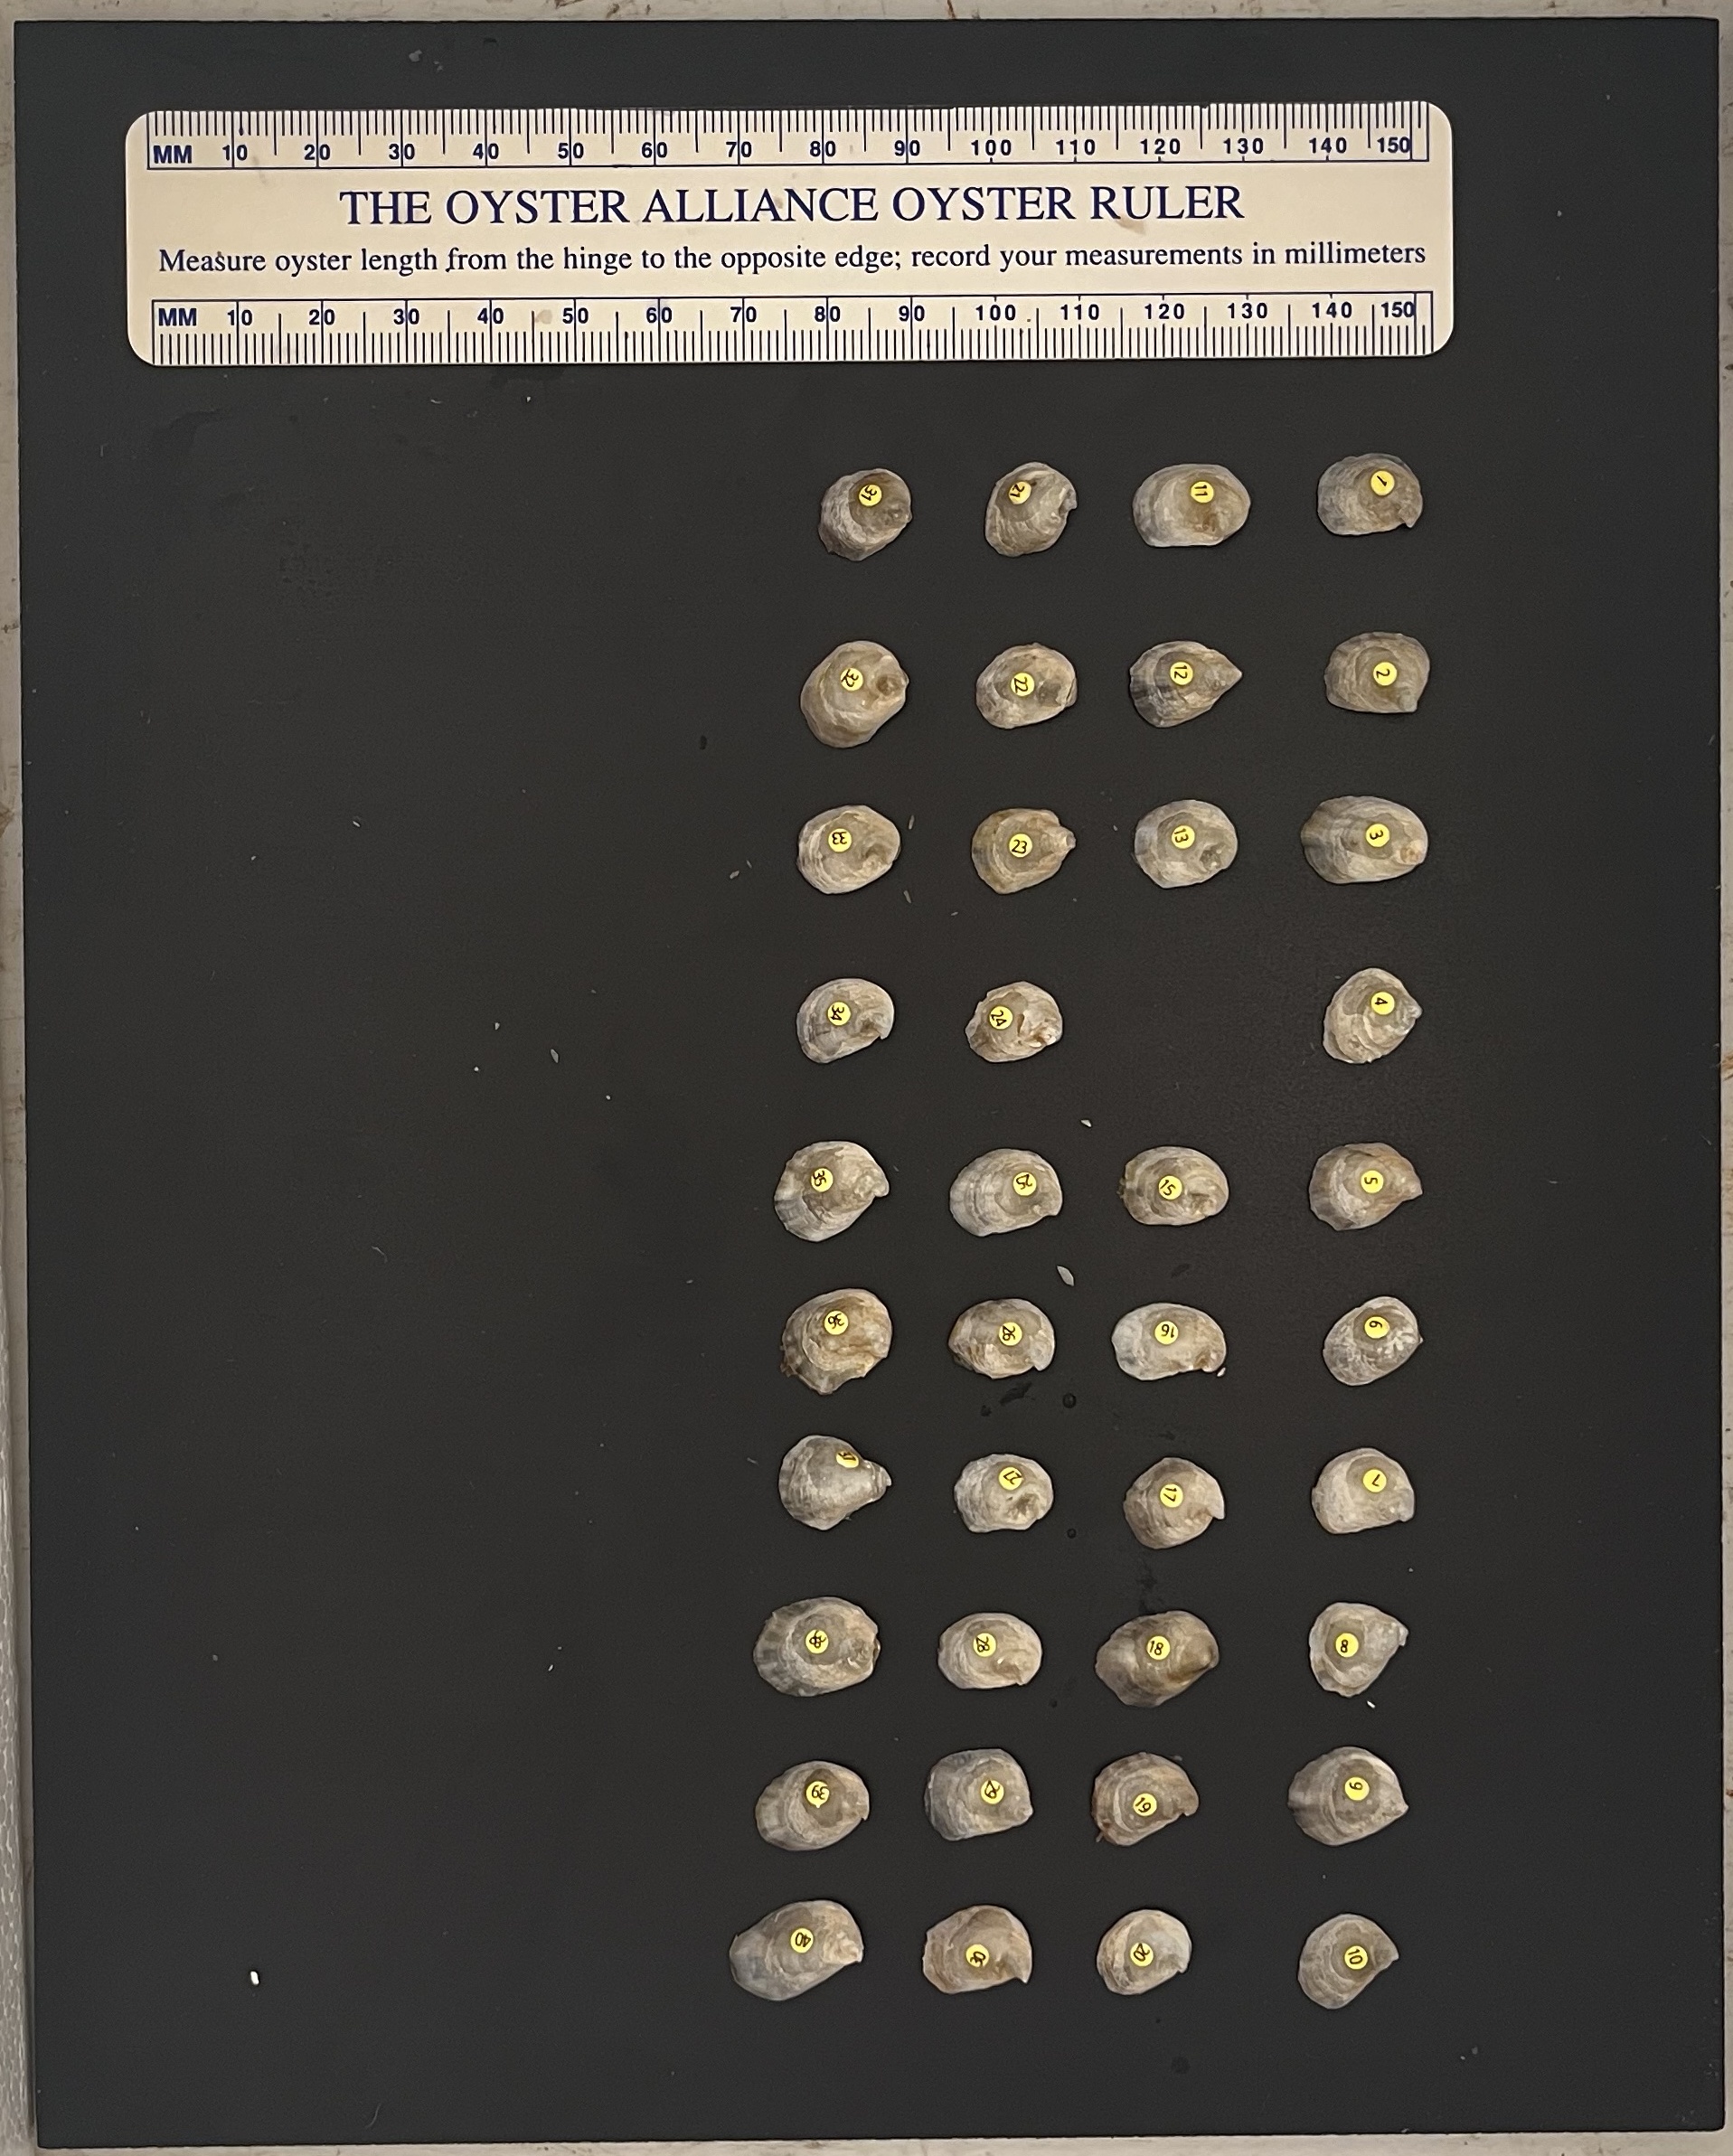 MM 10 20 30 40 50 60 70 80 90 100 110 120 130 140 150
THE OYSTER ALLIANCE OYSTER RULER
Measure oyster length from the hinge to the opposite edge; record your measurements in millimeters
MM 10 20 30 40 50 60 70 80 90 100 110 120 130 140 150
31 21 11 1
32 22 12 2
33 23 13 3
34 24 4
35 25 15 5
36 26 16 6
37 27 17 7
38 28 18 8
39 29 19 9
40 30 20 10